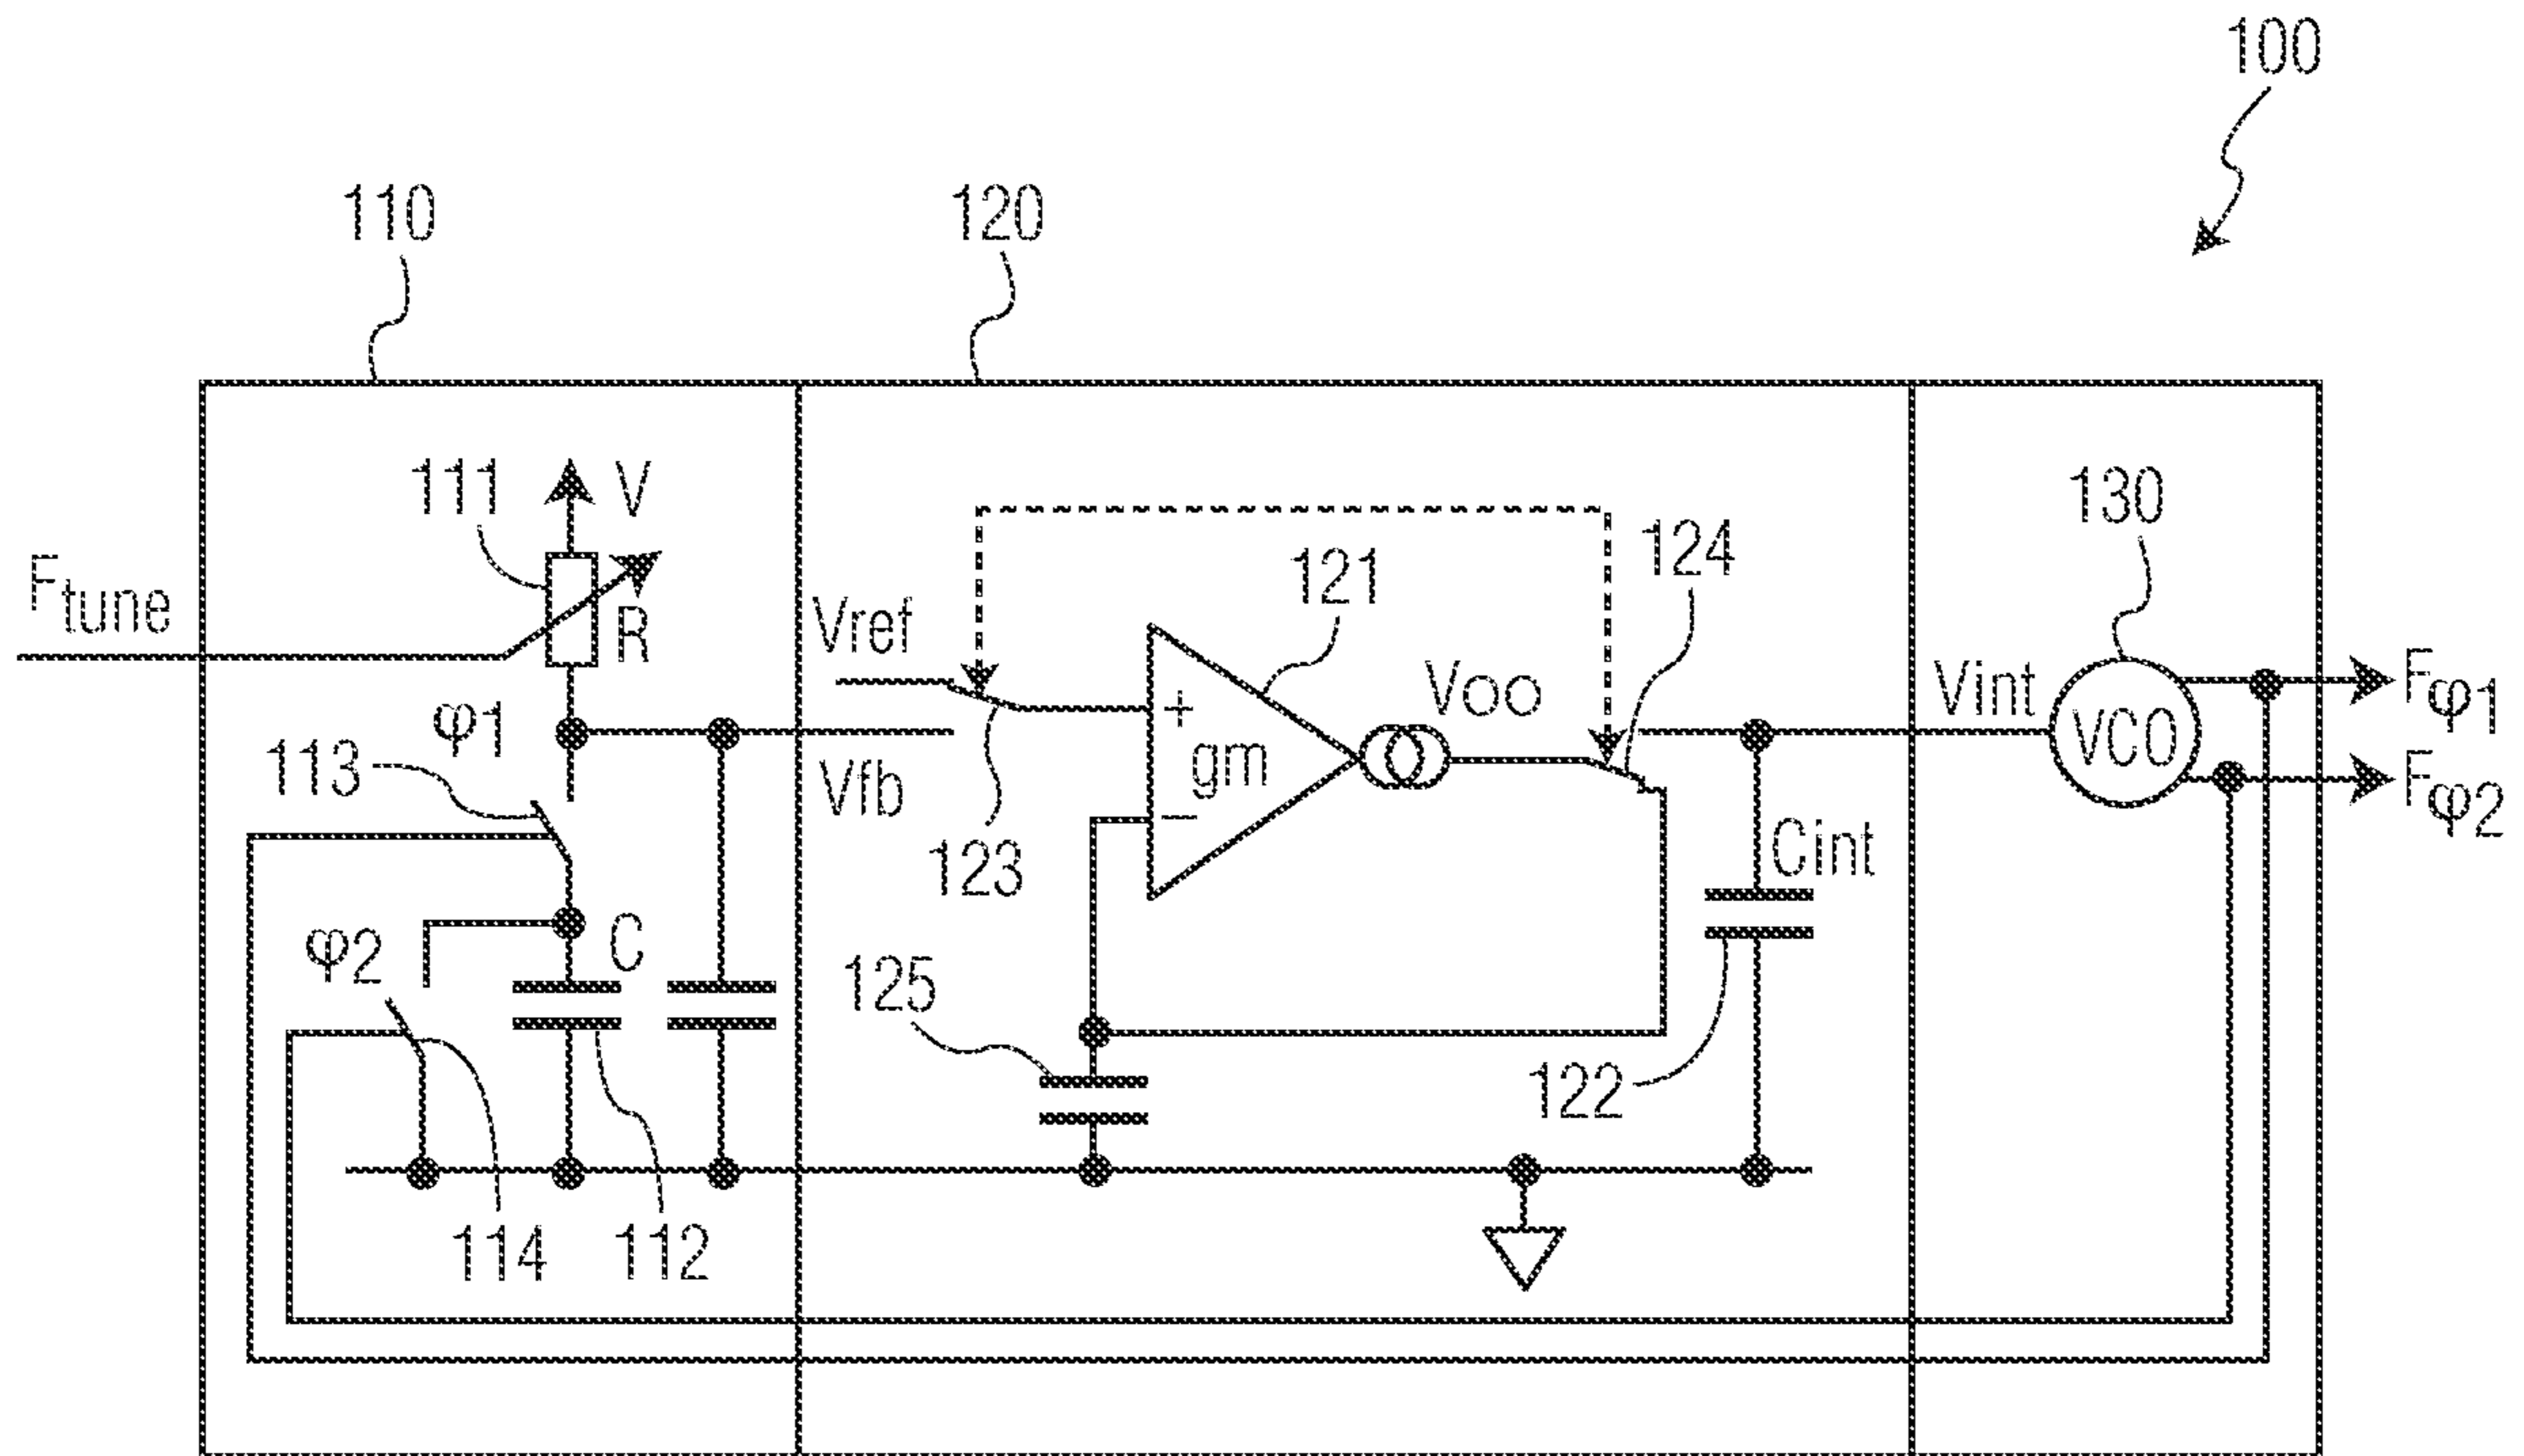 100
110
120
111
V
130
124
121
Ftune
R
Vref
Voo
Vint
Fφ1
φ1
+
VCO
113
gm
Vfb
−
Fφ2
123
Cint
φ2
C
125
122
114
112